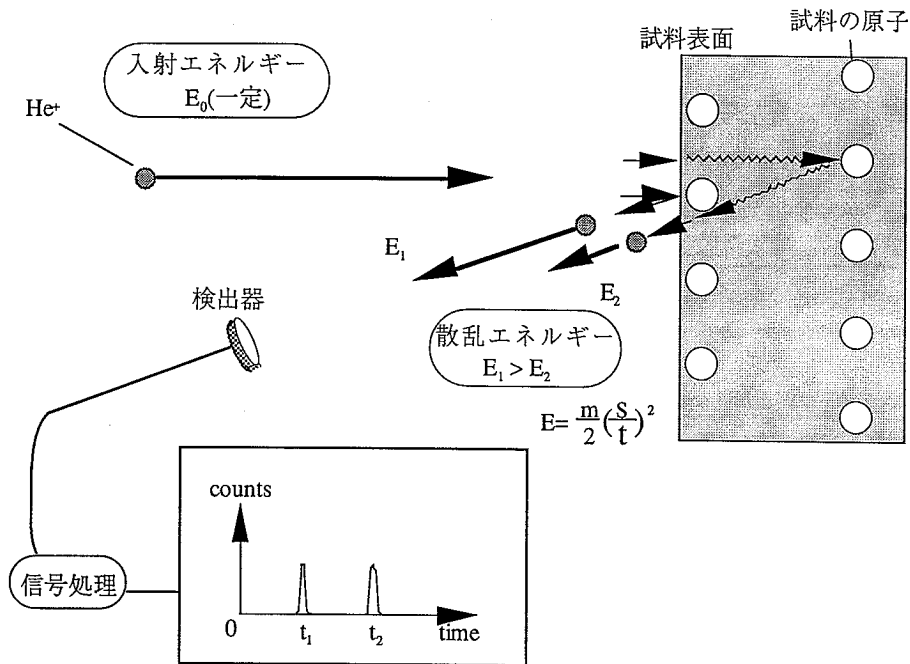 試料の原子
試料表面
入射エネルギー
E₀(一定)
He⁺
E₁
E₂
検出器
散乱エネルギー
E₁ > E₂
E= m/2 (S/t)²
counts
信号処理
0 t₁ t₂ time